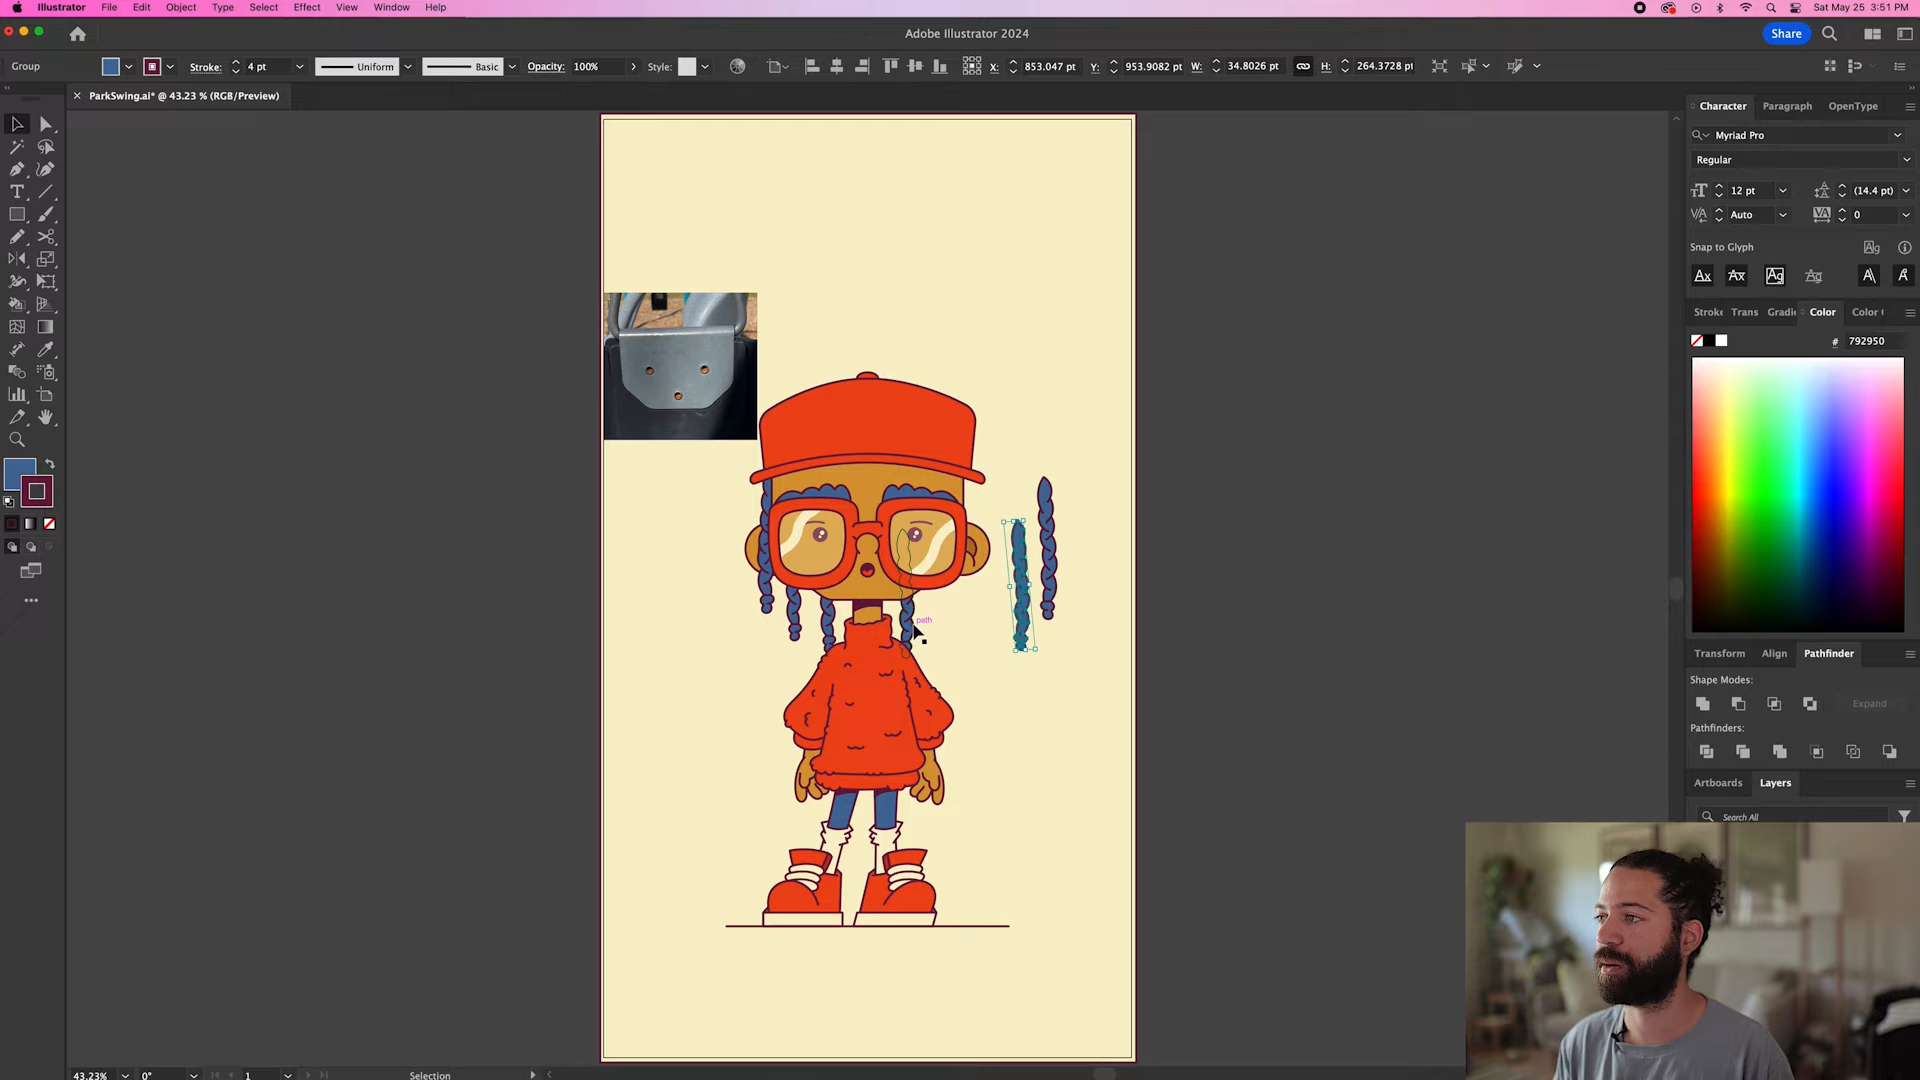 Illustrator File Edit Object Type Select Effect View Window Help
Sat May 25 3:51 PM
Adobe Illustrator 2024
Share
Group
Stroke: 4 pt
Uniform
Basic
Opacity: 100%
Style:
X: 853.047 pt
Y: 953.9082 pt
W: 34.8026 pt
H: 264.3728 pt
ParkSwing.ai* @ 43.23 % (RGB/Preview)
Character Paragraph OpenType
Myriad Pro
Regular
12 pt
(14.4 pt)
Auto
0
Snap to Glyph
Stroke Trans Gradie Color Color
# 792950
path
Transform Align Pathfinder
Shape Modes:
Expand
Pathfinders:
Artboards Layers
Search All
43.23%
0°
1
Selection